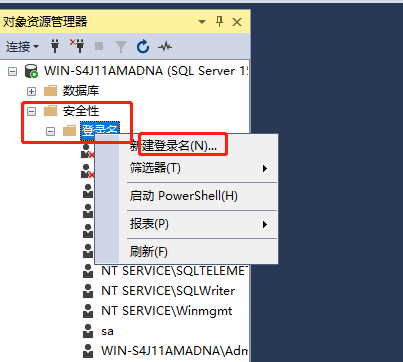 对象资源管理器
连接
WIN-S4J11AMADNA (SQL Server 15
数据库
安全性
登录名
新建登录名(N)...
筛选器(T)
启动 PowerShell(H)
报表(P)
刷新(F)
NT SERVICE\SQLTELEMET
NT SERVICE\SQLWriter
NT SERVICE\Winmgmt
sa
WIN-S4J11AMADNA\Adm